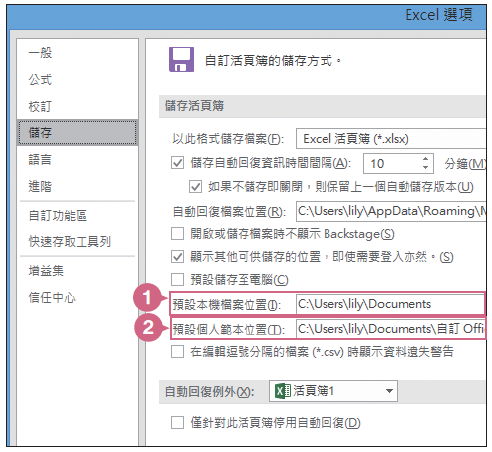 Excel 選項
一般
公式
校訂
儲存
語言
進階
自訂功能區
快速存取工具列
增益集
信任中心
自訂活頁簿的儲存方式。
儲存活頁簿
以此格式儲存檔案(F): Excel 活頁簿 (*.xlsx)
儲存自動回復資訊時間間隔(A): 10 分鐘(M)
如果不儲存即關閉，則保留上一個自動儲存版本(U)
自動回復檔案位置(R): C:\Users\lily\AppData\Roaming\M
開啟或儲存檔案時不顯示 Backstage(S)
顯示其他可供儲存的位置，即使需要登入亦然。(S)
預設儲存至電腦(C)
1 預設本機檔案位置(I): C:\Users\lily\Documents
2 預設個人範本位置(T): C:\Users\lily\Documents\自訂 Offi
在編輯逗號分隔的檔案 (*.csv) 時顯示資料遺失警告
自動回復例外(X): 活頁簿1
僅針對此活頁簿停用自動回復(D)